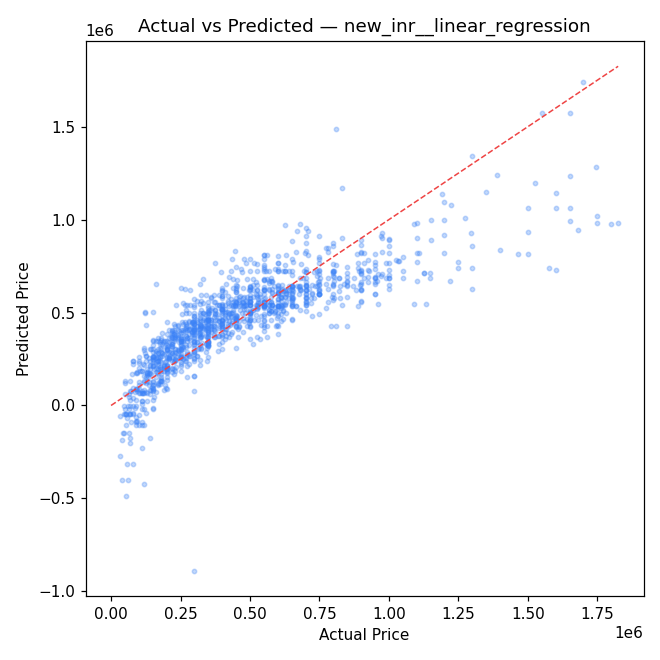 Actual vs Predicted — new_inr__linear_regression
1e6
1.5
1.0
0.5
0.0
−0.5
−1.0
Predicted Price
0.00 0.25 0.50 0.75 1.00 1.25 1.50 1.75
1e6
Actual Price